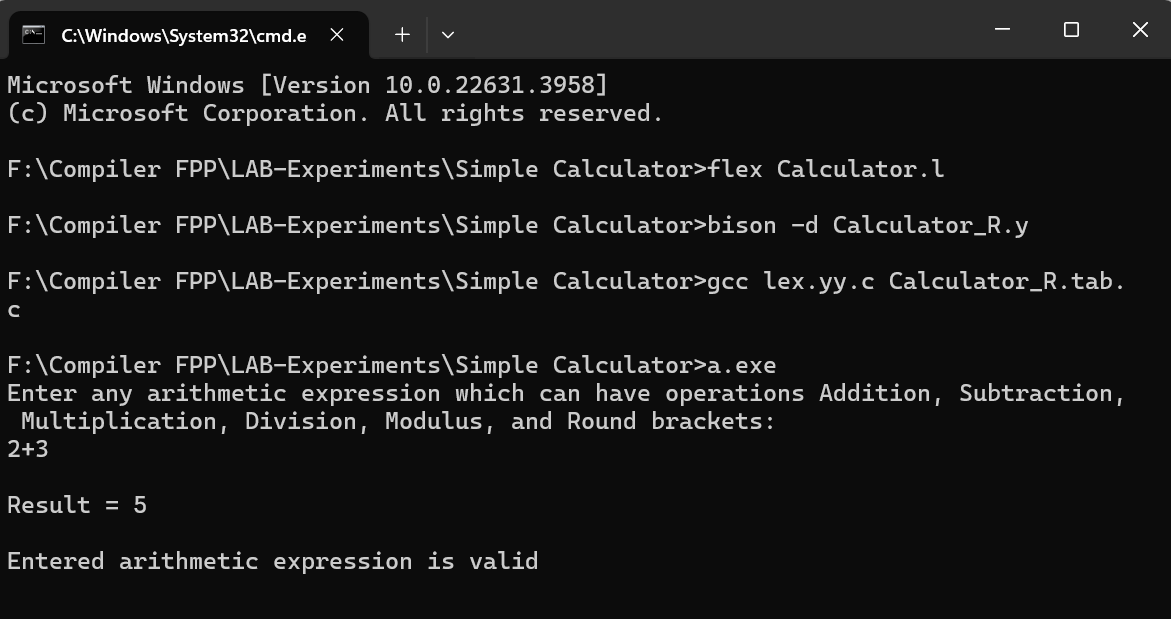 C:\Windows\System32\cmd.e
Microsoft Windows [Version 10.0.22631.3958]
(c) Microsoft Corporation. All rights reserved.
F:\Compiler FPP\LAB-Experiments\Simple Calculator>flex Calculator.l
F:\Compiler FPP\LAB-Experiments\Simple Calculator>bison -d Calculator_R.y
F:\Compiler FPP\LAB-Experiments\Simple Calculator>gcc lex.yy.c Calculator_R.tab.
c
F:\Compiler FPP\LAB-Experiments\Simple Calculator>a.exe
Enter any arithmetic expression which can have operations Addition, Subtraction,
Multiplication, Division, Modulus, and Round brackets:
2+3
Result = 5
Entered arithmetic expression is valid